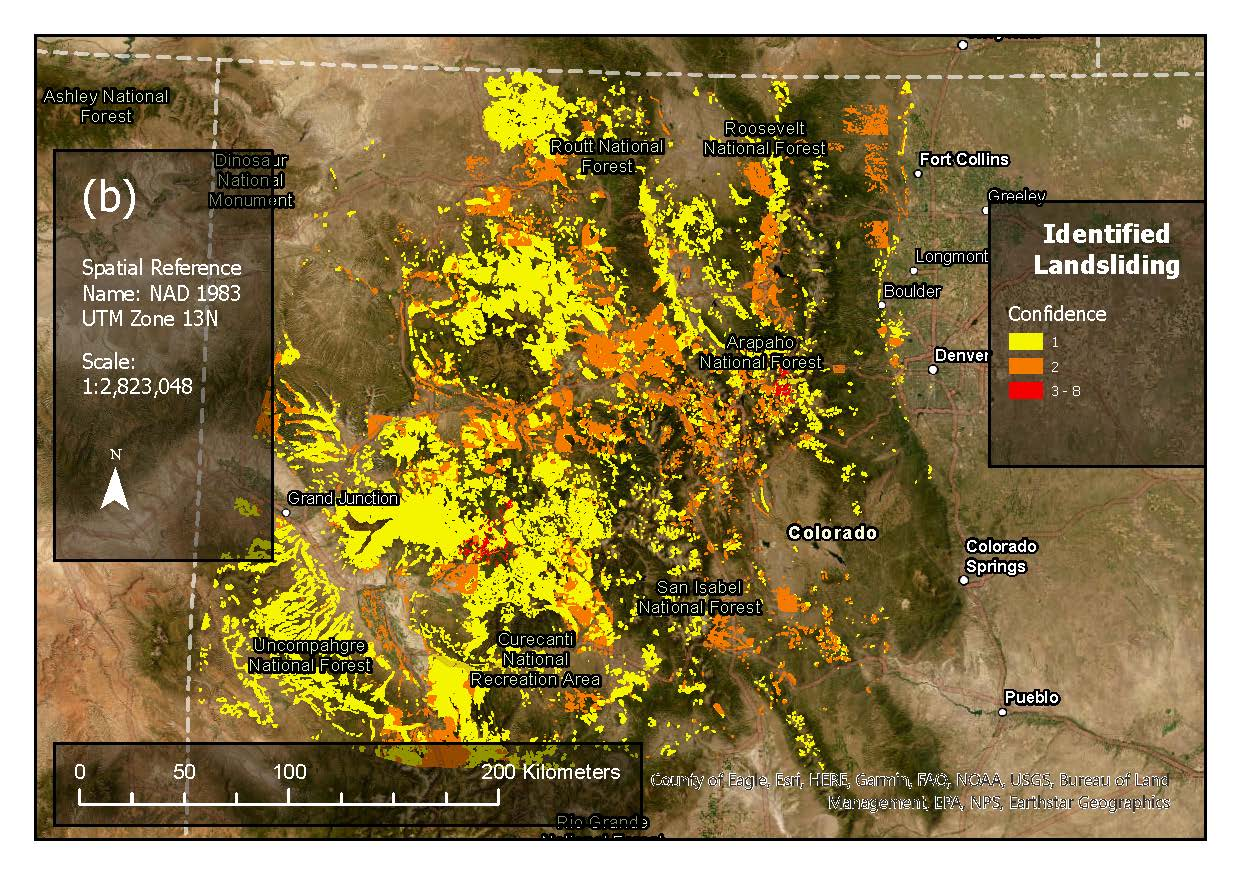 Ashley National
Forest
Dinosaur
National
Monument
Routt National
Forest
Roosevelt
National Forest
Fort Collins
Greeley
(b)
Spatial Reference
Name: NAD 1983
UTM Zone 13N
Scale:
1:2,823,048
N
Identified
Landsliding
Confidence
1
2
3 - 8
Longmont
Boulder
Arapaho
National Forest
Denver
Grand Junction
Colorado
Colorado
Springs
San Isabel
National Forest
Uncompahgre
National Forest
Curecanti
National
Recreation Area
Pueblo
0 50 100 200 Kilometers
County of Eagle, Esri, HERE, Garmin, FAO, NOAA, USGS, Bureau of Land
Management, EPA, NPS, Earthstar Geographics
Rio Grande